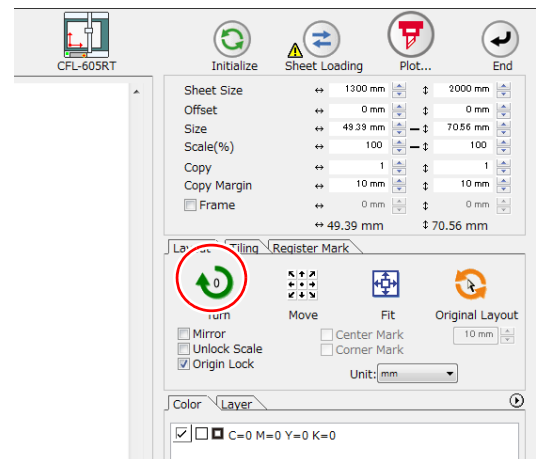 CFL-605RT
Initialize Sheet Loading Plot... End
Sheet Size 1300 mm 2000 mm
Offset 0 mm 0 mm
Size 49.39 mm 70.56 mm
Scale(%) 100 100
Copy 1 1
Copy Margin 10 mm 10 mm
Frame 0 mm 0 mm
49.39 mm 70.56 mm
Layout Tiling Register Mark
0
Turn Move Fit Original Layout
Mirror Center Mark 10 mm
Unlock Scale Corner Mark
Origin Lock
Unit: mm
Color Layer
C=0 M=0 Y=0 K=0